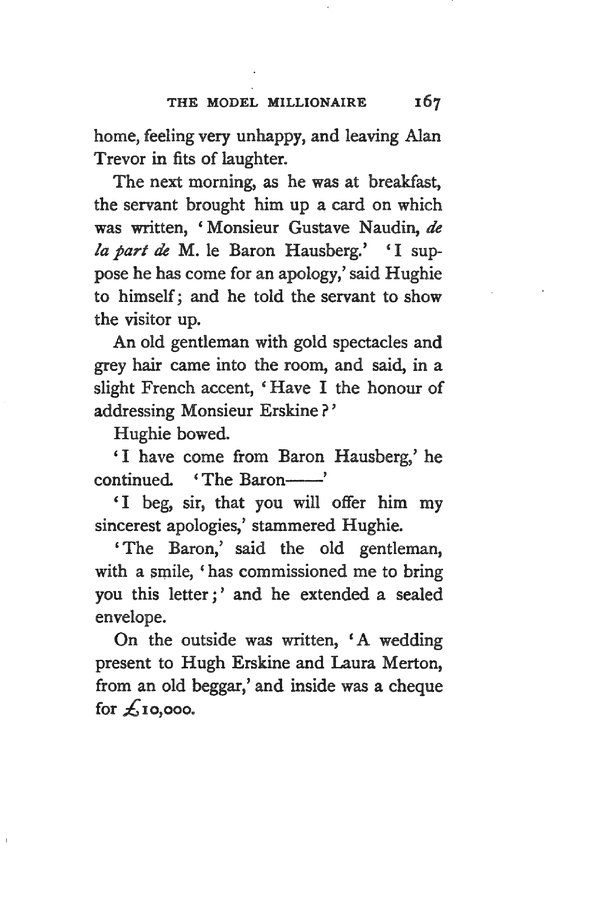 THE MODEL MILLIONAIRE 167
home, feeling very unhappy, and leaving Alan
Trevor in fits of laughter.
The next morning, as he was at breakfast,
the servant brought him up a card on which
was written, ‘Monsieur Gustave Naudin, de
la part de M. le Baron Hausberg.’ ‘I sup-
pose he has come for an apology,’ said Hughie
to himself; and he told the servant to show
the visitor up.
An old gentleman with gold spectacles and
grey hair came into the room, and said, in a
slight French accent, ‘Have I the honour of
addressing Monsieur Erskine?’
Hughie bowed.
‘I have come from Baron Hausberg,’ he
continued. ‘The Baron——’
‘I beg, sir, that you will offer him my
sincerest apologies,’ stammered Hughie.
‘The Baron,’ said the old gentleman,
with a smile, ‘has commissioned me to bring
you this letter;’ and he extended a sealed
envelope.
On the outside was written, ‘A wedding
present to Hugh Erskine and Laura Merton,
from an old beggar,’ and inside was a cheque
for £10,000.